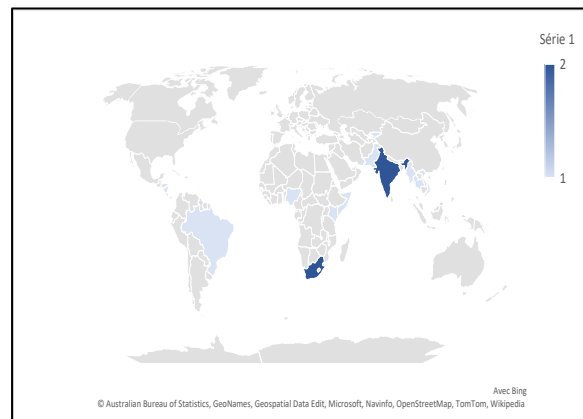 Série 1
2
1
Avec Bing
© Australian Bureau of Statistics, GeoNames, Geospatial Data Edit, Microsoft, Navinfo, OpenStreetMap, TomTom, Wikipedia